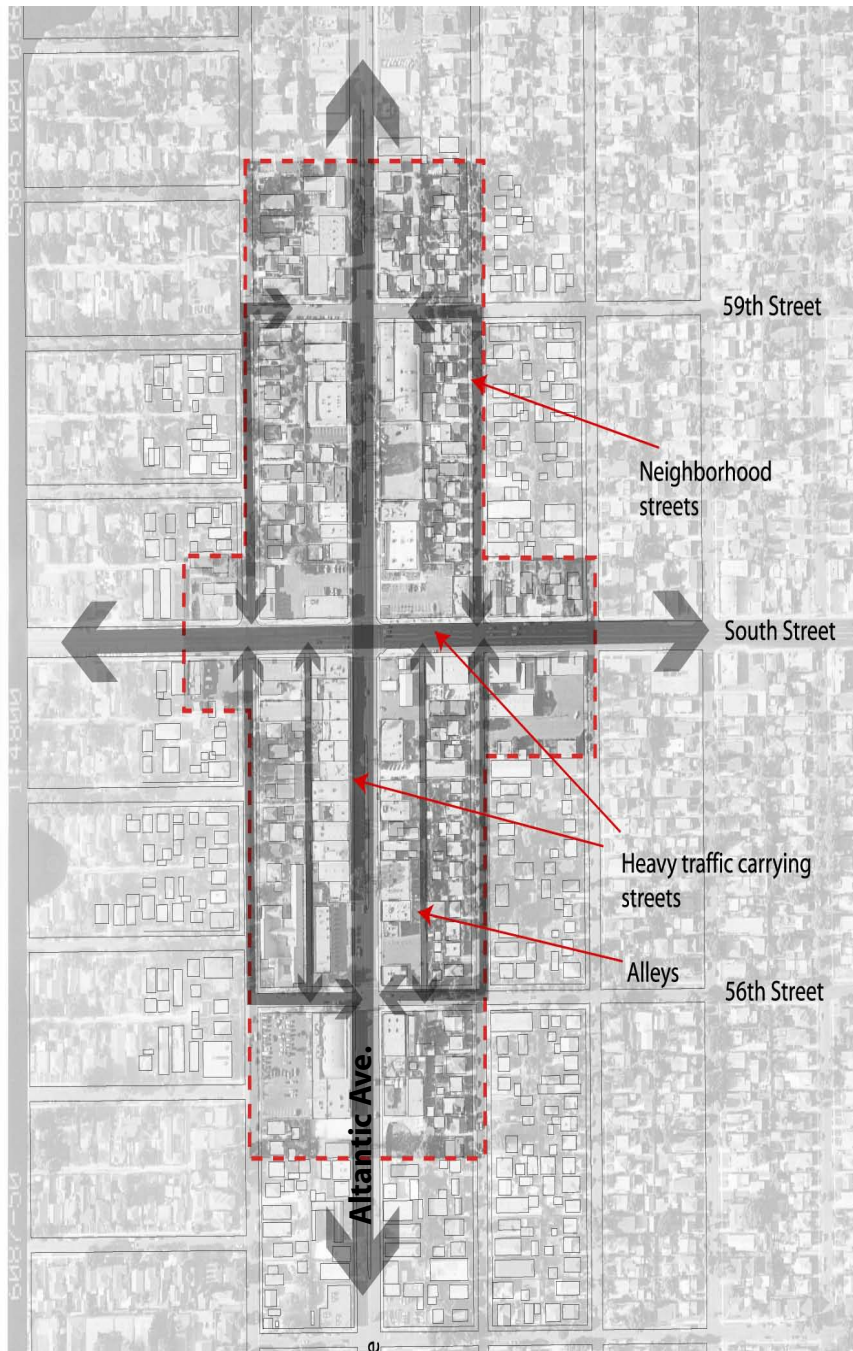 59th Street
Neighborhood
streets
South Street
Heavy traffic carrying
streets
Alleys
56th Street
Altantic Ave.
e